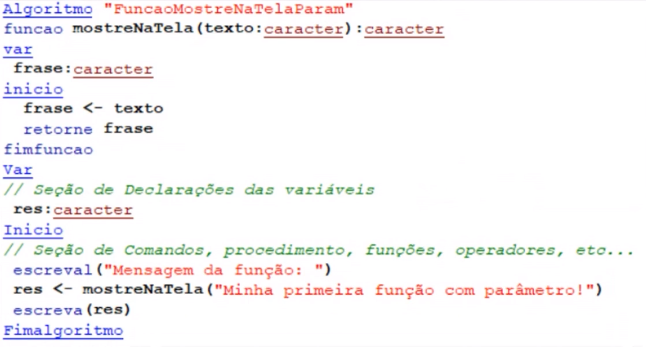 Algoritmo "FuncaoMostreNaTelaParam"
funcao mostreNaTela(texto:caracter):caracter
var
frase:caracter
inicio
frase <- texto
retorne frase
fimfuncao
Var
// Seção de Declarações das variáveis
res:caracter
Inicio
// Seção de Comandos, procedimento, funções, operadores, etc...
escreval("Mensagem da função: ")
res <- mostreNaTela("Minha primeira função com parâmetro!")
escreva(res)
Fimalgoritmo